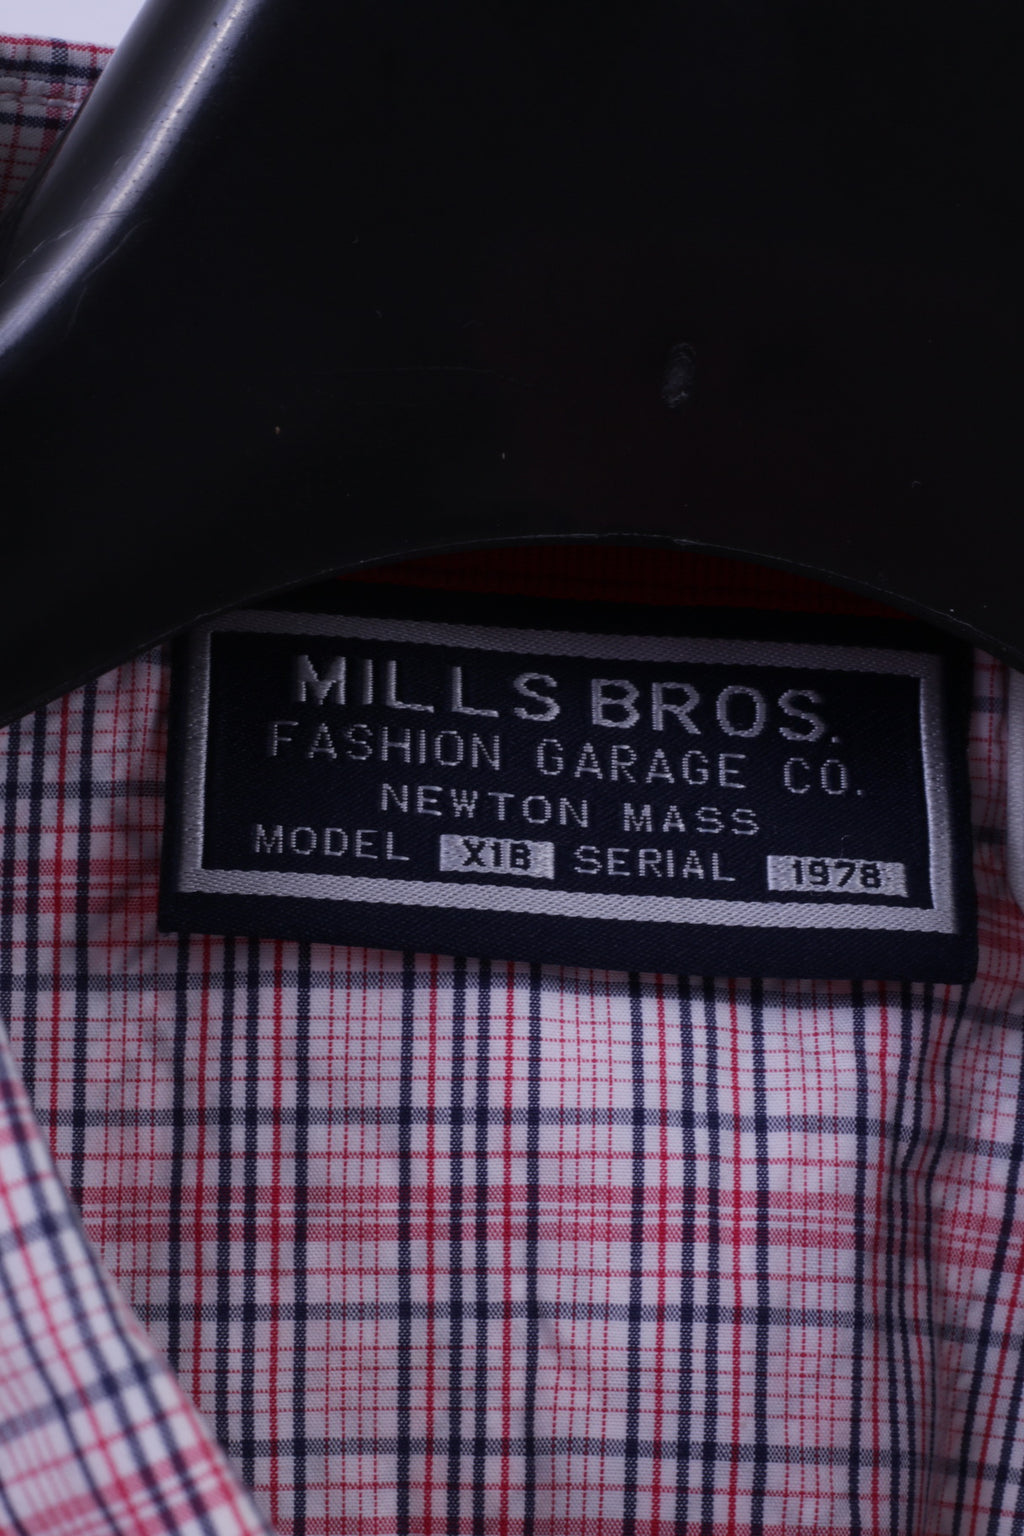 MILLS BROS.
FASHION GARAGE CO.
NEWTON MASS
MODEL X1B SERIAL 1978